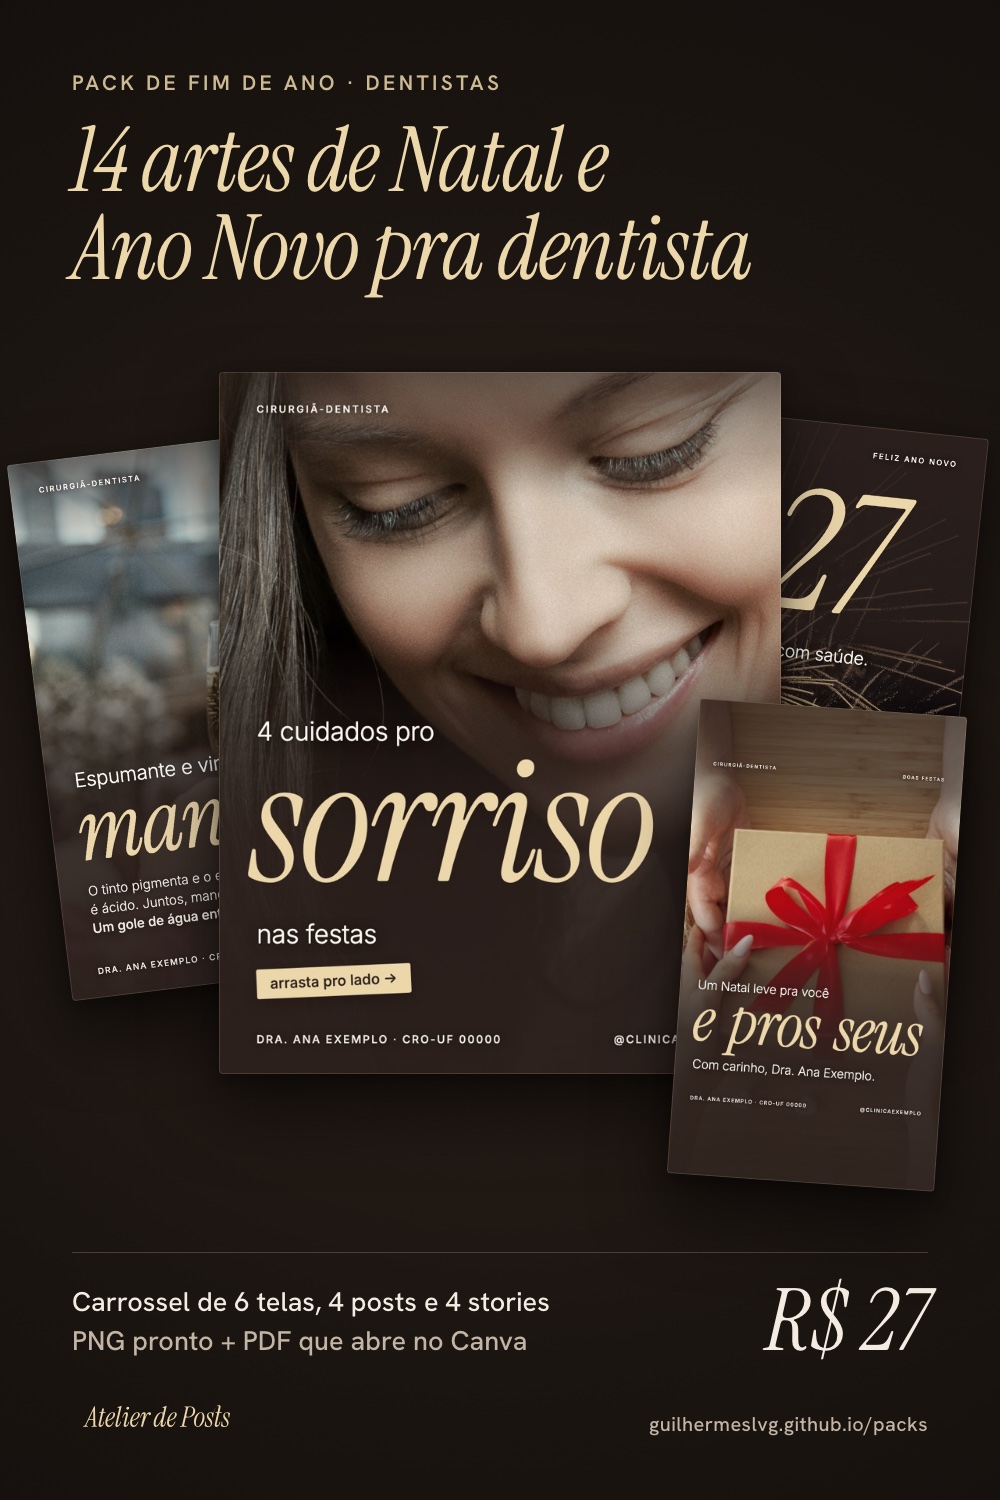 PACK DE FIM DE ANO · DENTISTAS
14 artes de Natal e
Ano Novo pra dentista
CIRURGIÃ-DENTISTA
Espumante e
O tinto pigmenta e o
é ácido. Juntos,
Um gole de água
DRA. ANA EXEMPLO ·
CIRURGIÃ-DENTISTA
4 cuidados pro
sorriso
nas festas
arrasta pro lado →
DRA. ANA EXEMPLO · CRO-UF 00000
@CLINICA
FELIZ ANO NOVO
27
com saúde.
CIRURGIÃ-DENTISTA
BOAS FESTAS
Um Natal leve pra você
e pros seus
Com carinho, Dra. Ana Exemplo.
DRA. ANA EXEMPLO · CRO-UF 00000
@CLINICAEXEMPLO
Carrossel de 6 telas, 4 posts e 4 stories
PNG pronto + PDF que abre no Canva
R$ 27
Atelier de Posts
guilhermeslvg.github.io/packs